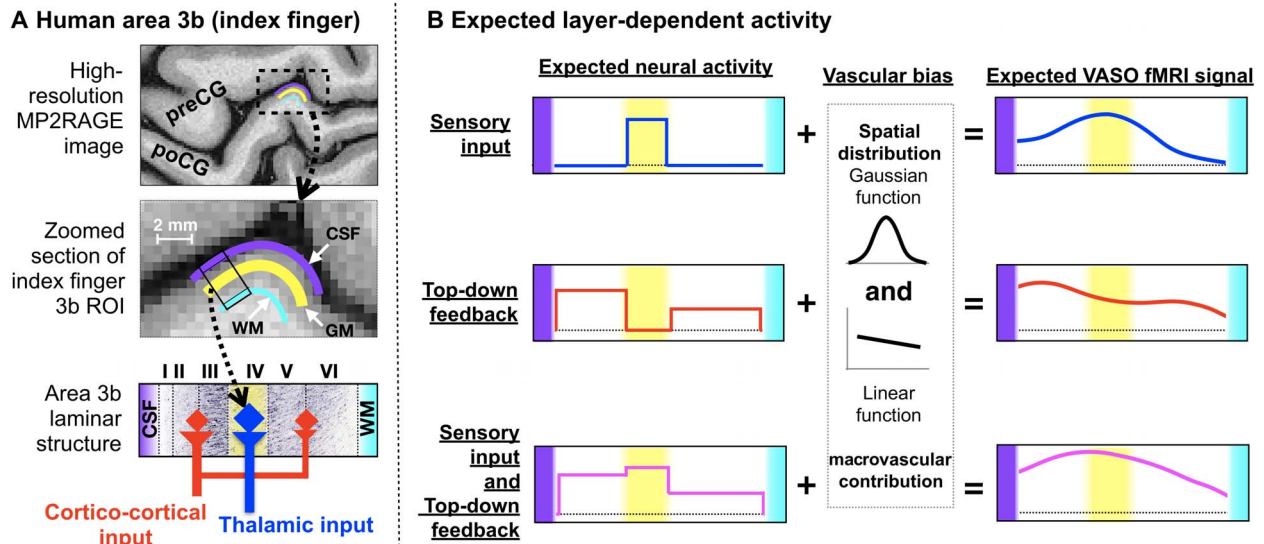 A Human area 3b (index finger)
High-
resolution
MP2RAGE
image
preCG
poCG
Zoomed
section of
index finger
3b ROI
2 mm
CSF
WM
GM
Area 3b
laminar
structure
I II III IV V VI
CSF
WM
Cortico-cortical
input
Thalamic input
B Expected layer-dependent activity
Expected neural activity
Vascular bias
Expected VASO fMRI signal
Sensory
input
+
=
Top-down
feedback
+
=
Sensory
input
and
Top-down
feedback
+
=
Spatial
distribution
Gaussian
function
and
Linear
function
macrovascular
contribution